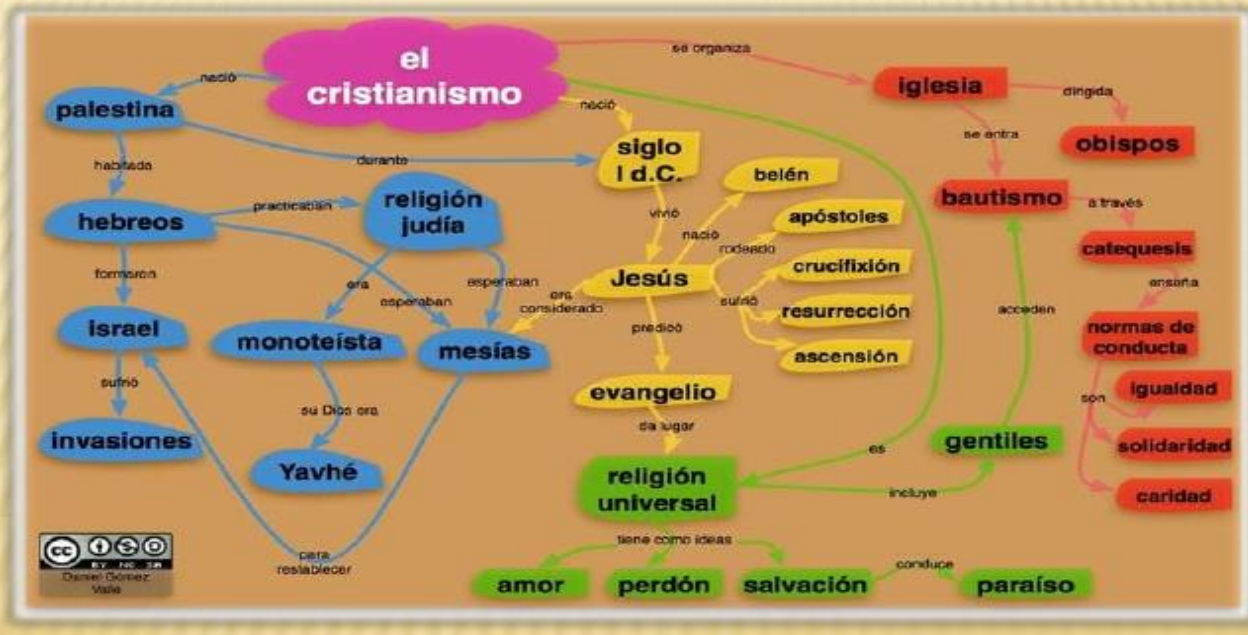 el
cristianismo
nació
palestina
habitada
hebreos
practicaban
religión
judía
formaron
israel
sufrió
invasiones
era
monoteísta
su Dios era
Yavhé
esperaban
esperaban
mesías
para
restablecer
durante
nació
siglo
I d.C.
vivió
Jesús
nació
belén
rodeado
apóstoles
sufrió
crucifixión
resurrección
ascensión
era
considerado
predicó
evangelio
da lugar
religión
universal
es
incluye
gentiles
acceden
tiene como ideas
amor
perdón
salvación
conduce
paraíso
se organiza
iglesia
dirigida
obispos
se entra
bautismo
a través
catequesis
enseña
normas de
conducta
son
igualdad
solidaridad
caridad
cc
BY NC SA
Daniel Gómez
Valle